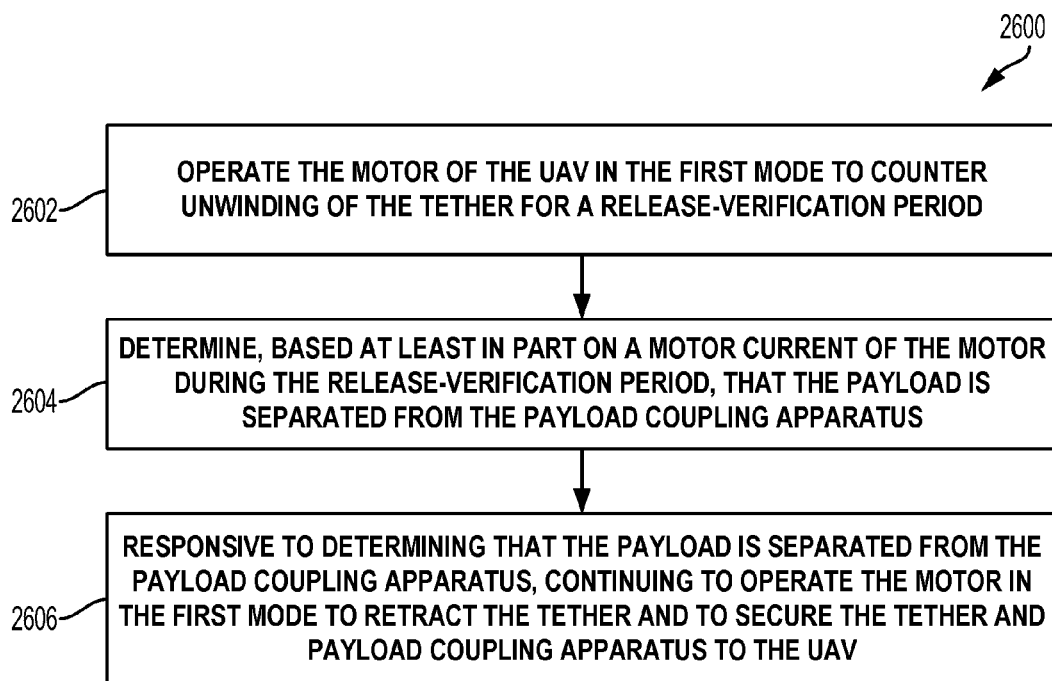 2600
OPERATE THE MOTOR OF THE UAV IN THE FIRST MODE TO COUNTER
UNWINDING OF THE TETHER FOR A RELEASE-VERIFICATION PERIOD
2602
DETERMINE, BASED AT LEAST IN PART ON A MOTOR CURRENT OF THE MOTOR
DURING THE RELEASE-VERIFICATION PERIOD, THAT THE PAYLOAD IS
SEPARATED FROM THE PAYLOAD COUPLING APPARATUS
2604
RESPONSIVE TO DETERMINING THAT THE PAYLOAD IS SEPARATED FROM THE
PAYLOAD COUPLING APPARATUS, CONTINUING TO OPERATE THE MOTOR IN
THE FIRST MODE TO RETRACT THE TETHER AND TO SECURE THE TETHER AND
PAYLOAD COUPLING APPARATUS TO THE UAV
2606